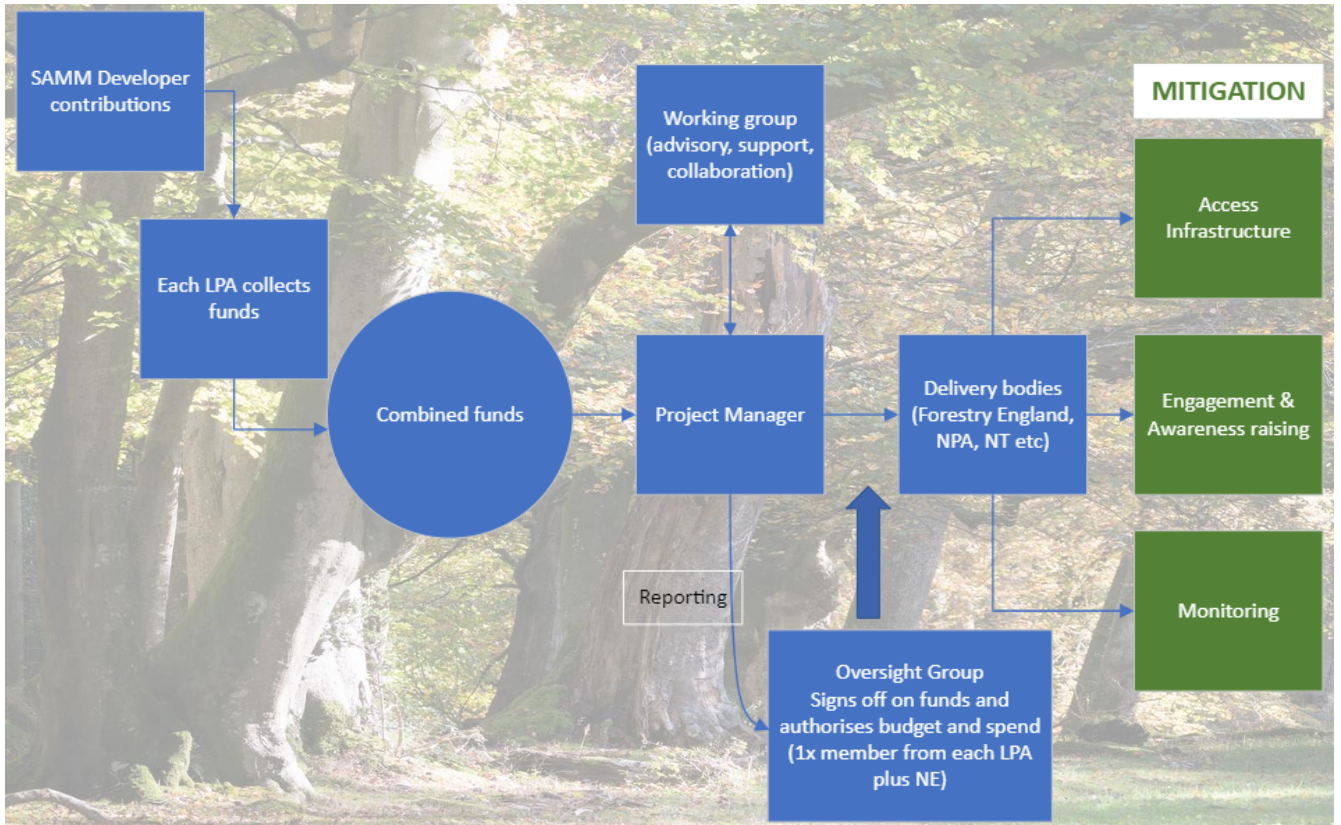 SAMM Developer
contributions
Each LPA collects
funds
Combined funds
Working group
(advisory, support,
collaboration)
Project Manager
Reporting
Oversight Group
Signs off on funds and
authorises budget and spend
(1x member from each LPA
plus NE)
Delivery bodies
(Forestry England,
NPA, NT etc)
MITIGATION
Access
Infrastructure
Engagement &
Awareness raising
Monitoring